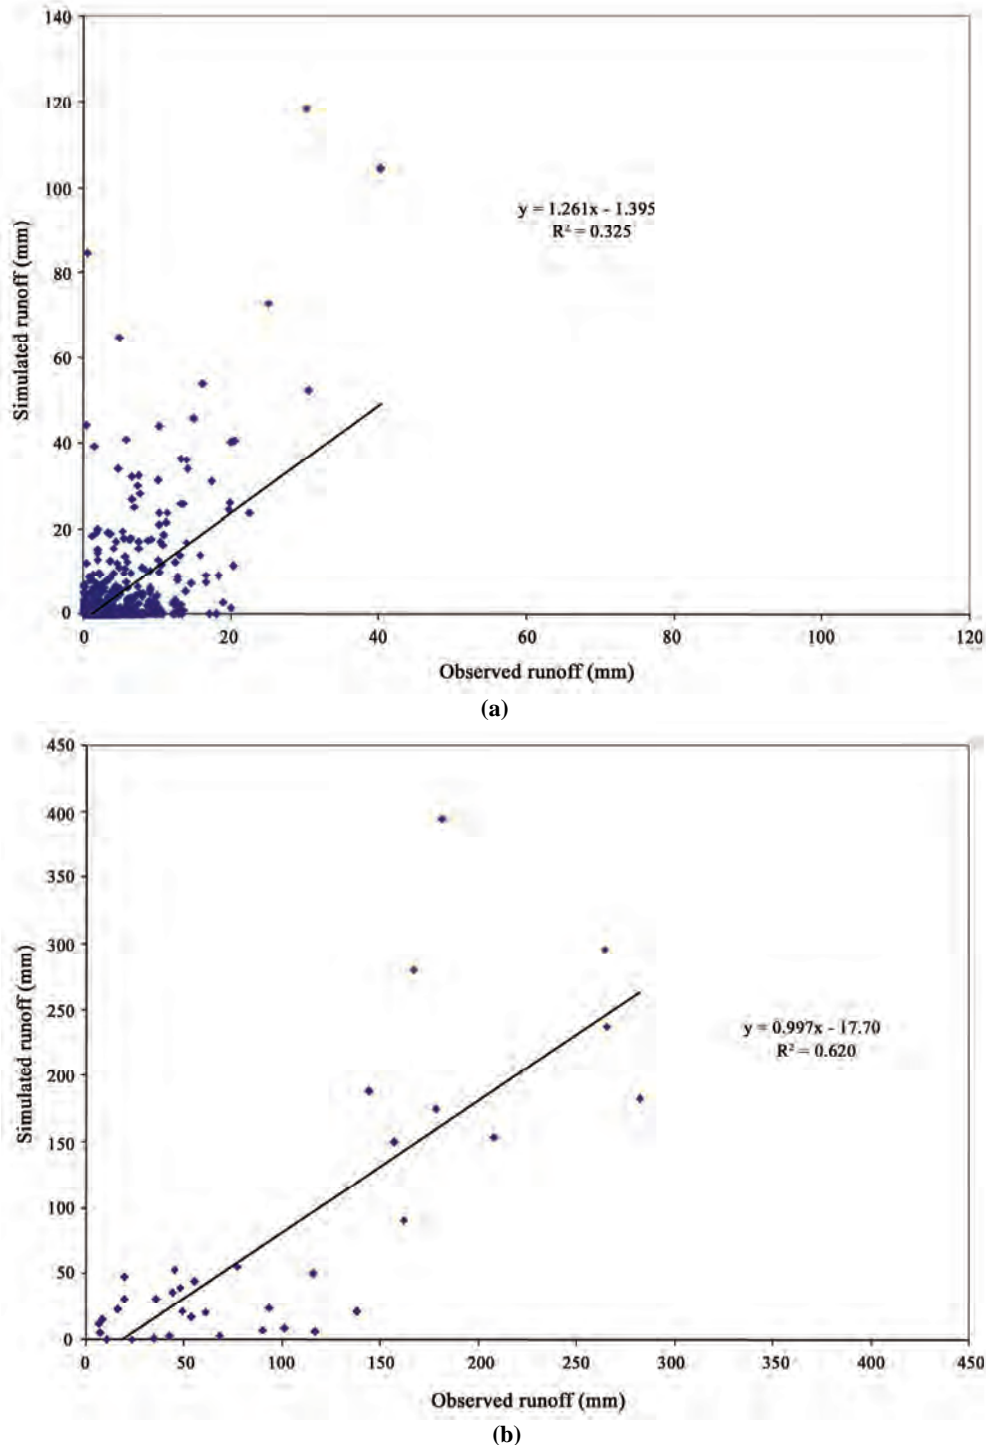 140
120
100
80
60
40
20
0
Simulated runoff (mm)
y = 1.261x - 1.395
R² = 0.325
0 20 40 60 80 100 120
Observed runoff (mm)
(a)
450
400
350
300
250
200
150
100
50
0
Simulated runoff (mm)
y = 0.997x - 17.70
R² = 0.620
0 50 100 150 200 250 300 350 400 450
Observed runoff (mm)
(b)